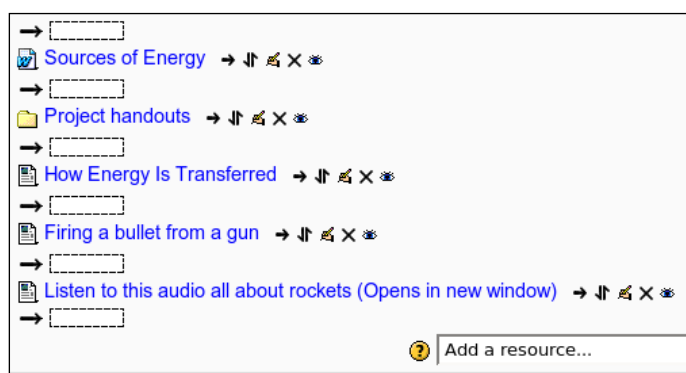 Sources of Energy
Project handouts
How Energy Is Transferred
Firing a bullet from a gun
Listen to this audio all about rockets (Opens in new window)
Add a resource...